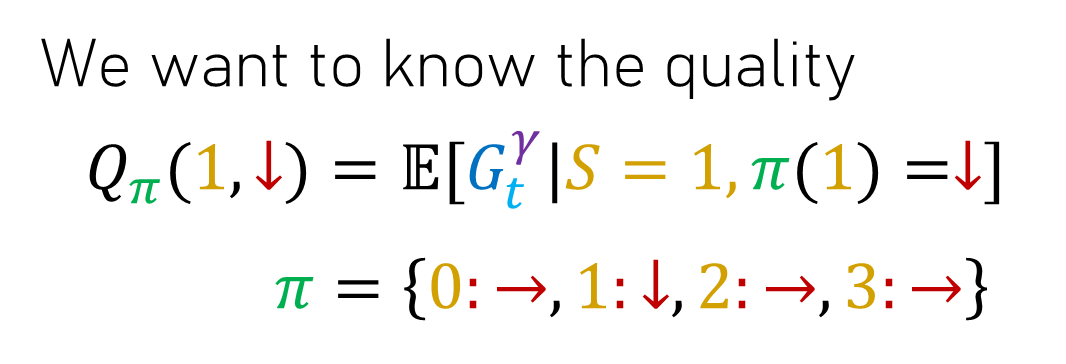 We want to know the quality
Q_π(1,↓) = 𝔼[G_t^γ|S = 1, π(1) =↓]
π = {0: →, 1: ↓, 2: →, 3: →}